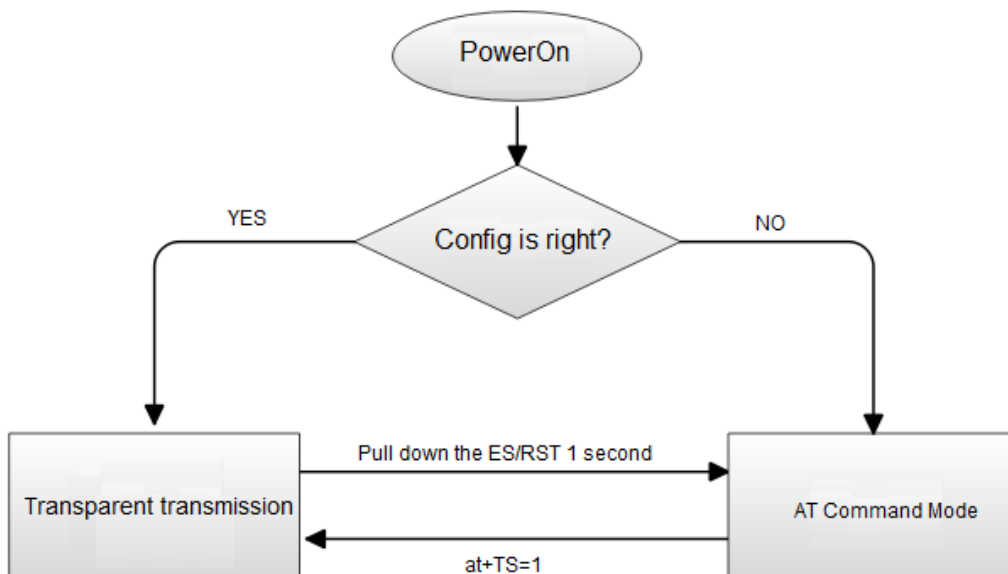 PowerOn
Config is right?
YES
NO
Pull down the ES/RST 1 second
Transparent transmission
AT Command Mode
at+TS=1